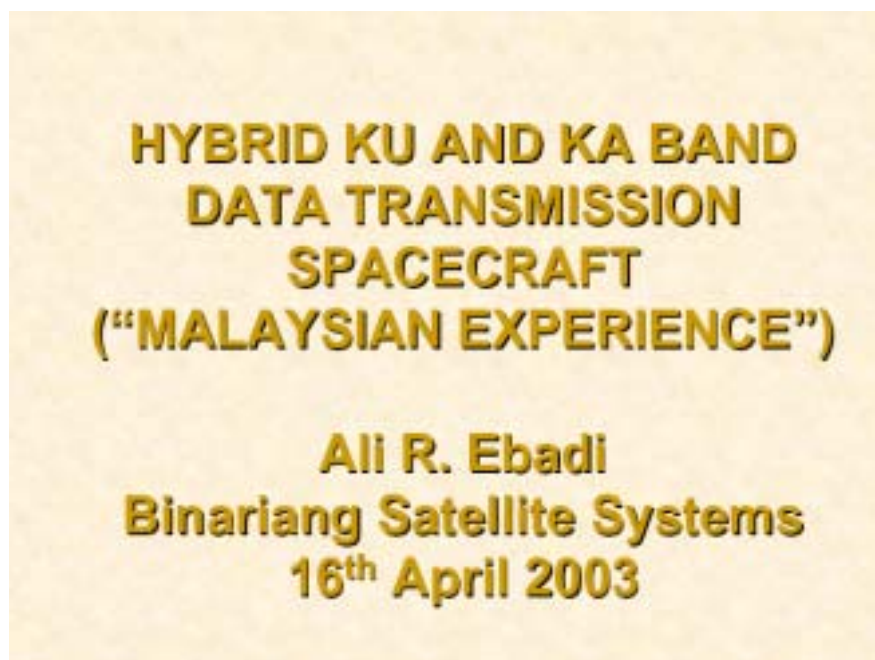 HYBRID KU AND KA BAND
DATA TRANSMISSION
SPACECRAFT
(“MALAYSIAN EXPERIENCE”)
Ali R. Ebadi
Binariang Satellite Systems
16th April 2003